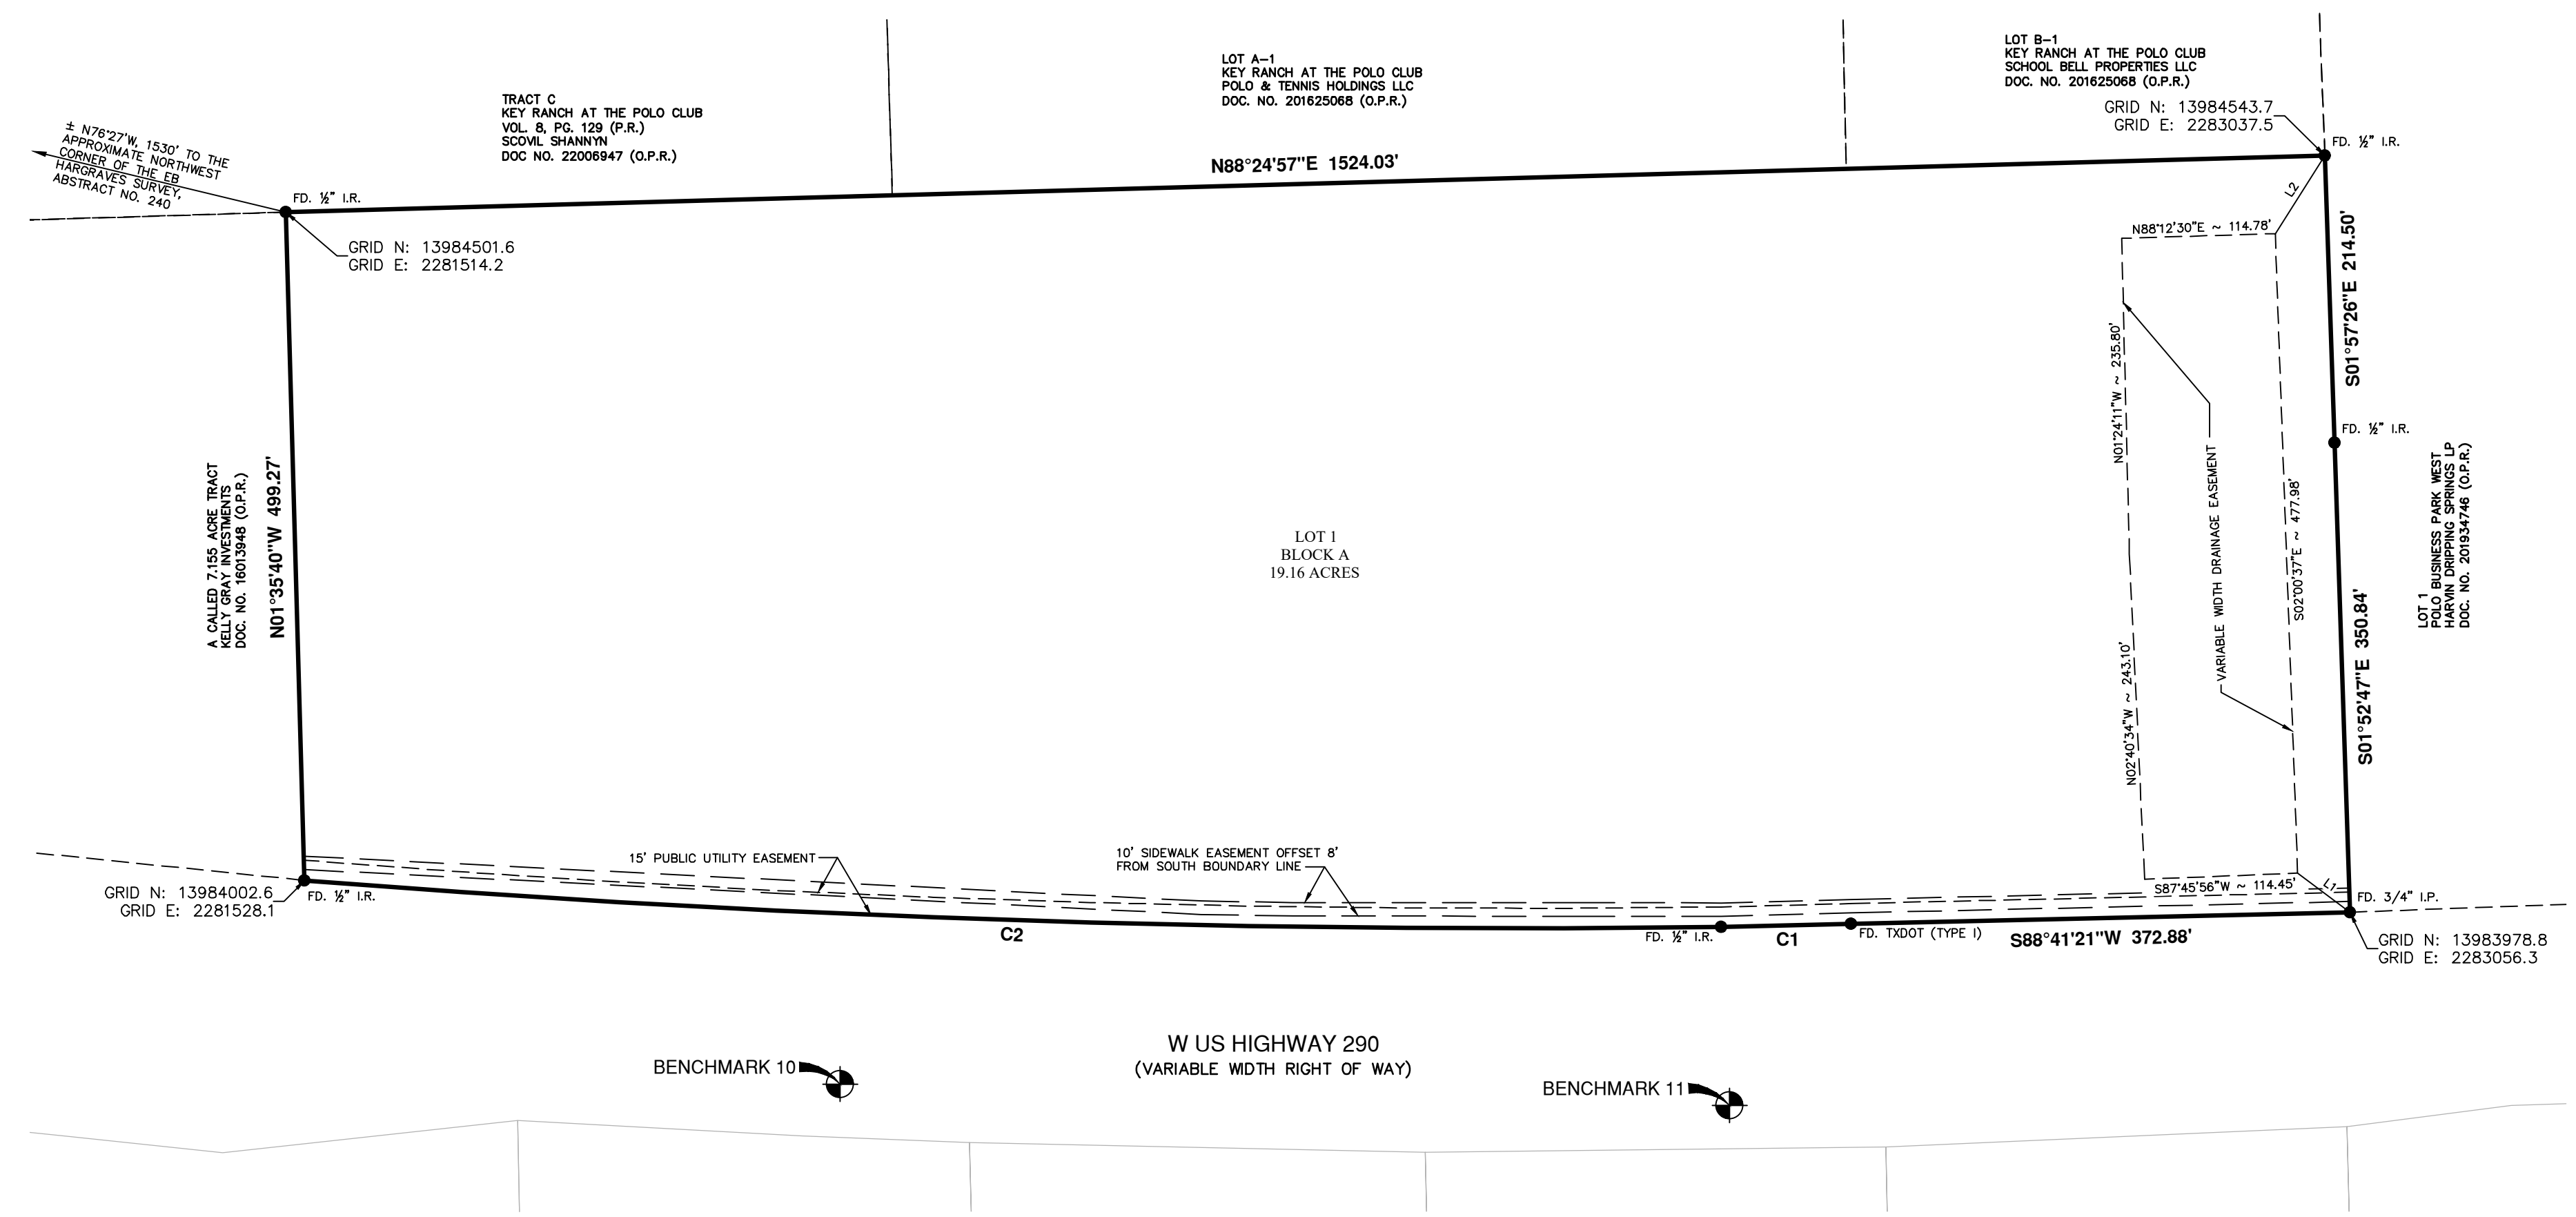 LOT B-1
KEY RANCH AT THE POLO CLUB
SCHOOL BELL PROPERTIES LLC
DOC. NO. 201625068 (O.P.R.)
LOT A-1
KEY RANCH AT THE POLO CLUB
POLO & TENNIS HOLDINGS LLC
DOC. NO. 201625068 (O.P.R.)
TRACT C
KEY RANCH AT THE POLO CLUB
VOL. 8, PG. 129 (P.R.)
SCOVIL SHANNYN
DOC NO. 22006947 (O.P.R.)
± N76°27'W, 1530' TO THE
APPROXIMATE NORTHWEST
CORNER OF THE EB
HARGRAVES SURVEY,
ABSTRACT NO. 240
GRID N: 13984543.7
GRID E: 2283037.5
FD. ½" I.R.
N88°24'57"E 1524.03'
FD. ½" I.R.
GRID N: 13984501.6
GRID E: 2281514.2
L2
N88°12'30"E ~ 114.78'
S01°57'26"E 214.50'
N01°24'11"W ~ 235.80'
FD. ½" I.R.
A CALLED 7.155 ACRE TRACT
KELLY GRAY INVESTMENTS
DOC. NO. 16013948 (O.P.R.)
N01°35'40"W 499.27'
LOT 1
BLOCK A
19.16 ACRES
VARIABLE WIDTH DRAINAGE EASEMENT
S02°00'37"E ~ 477.98'
LOT 1
POLO BUSINESS PARK WEST
HARVIN DRIPPING SPRINGS LP
DOC. NO. 201934746 (O.P.R.)
N02°40'34"W ~ 243.10'
S01°52'47"E 350.84'
15' PUBLIC UTILITY EASEMENT
10' SIDEWALK EASEMENT OFFSET 8'
FROM SOUTH BOUNDARY LINE
S87°45'56"W ~ 114.45'
L1
GRID N: 13984002.6
GRID E: 2281528.1
FD. ½" I.R.
FD. 3/4" I.P.
C2
FD. ½" I.R.
C1
FD. TXDOT (TYPE I)
S88°41'21"W 372.88'
GRID N: 13983978.8
GRID E: 2283056.3
W US HIGHWAY 290
(VARIABLE WIDTH RIGHT OF WAY)
BENCHMARK 10
BENCHMARK 11